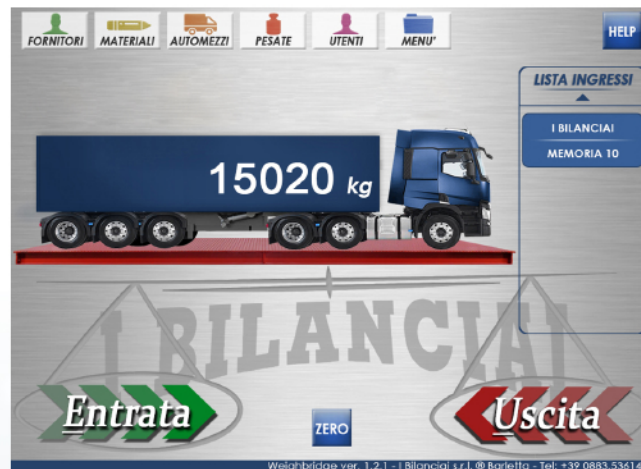 FORNITORI
MATERIALI
AUTOMEZZI
PESATE
UTENTI
MENU'
HELP
LISTA INGRESSI
I BILANCIAI
MEMORIA 10
15020 kg
I BILANCIAI
Entrata
ZERO
Uscita
Weighbridge ver. 1.2.1 - I Bilanciai s.r.l. ® Barletta - Tel: +39 0883.53614